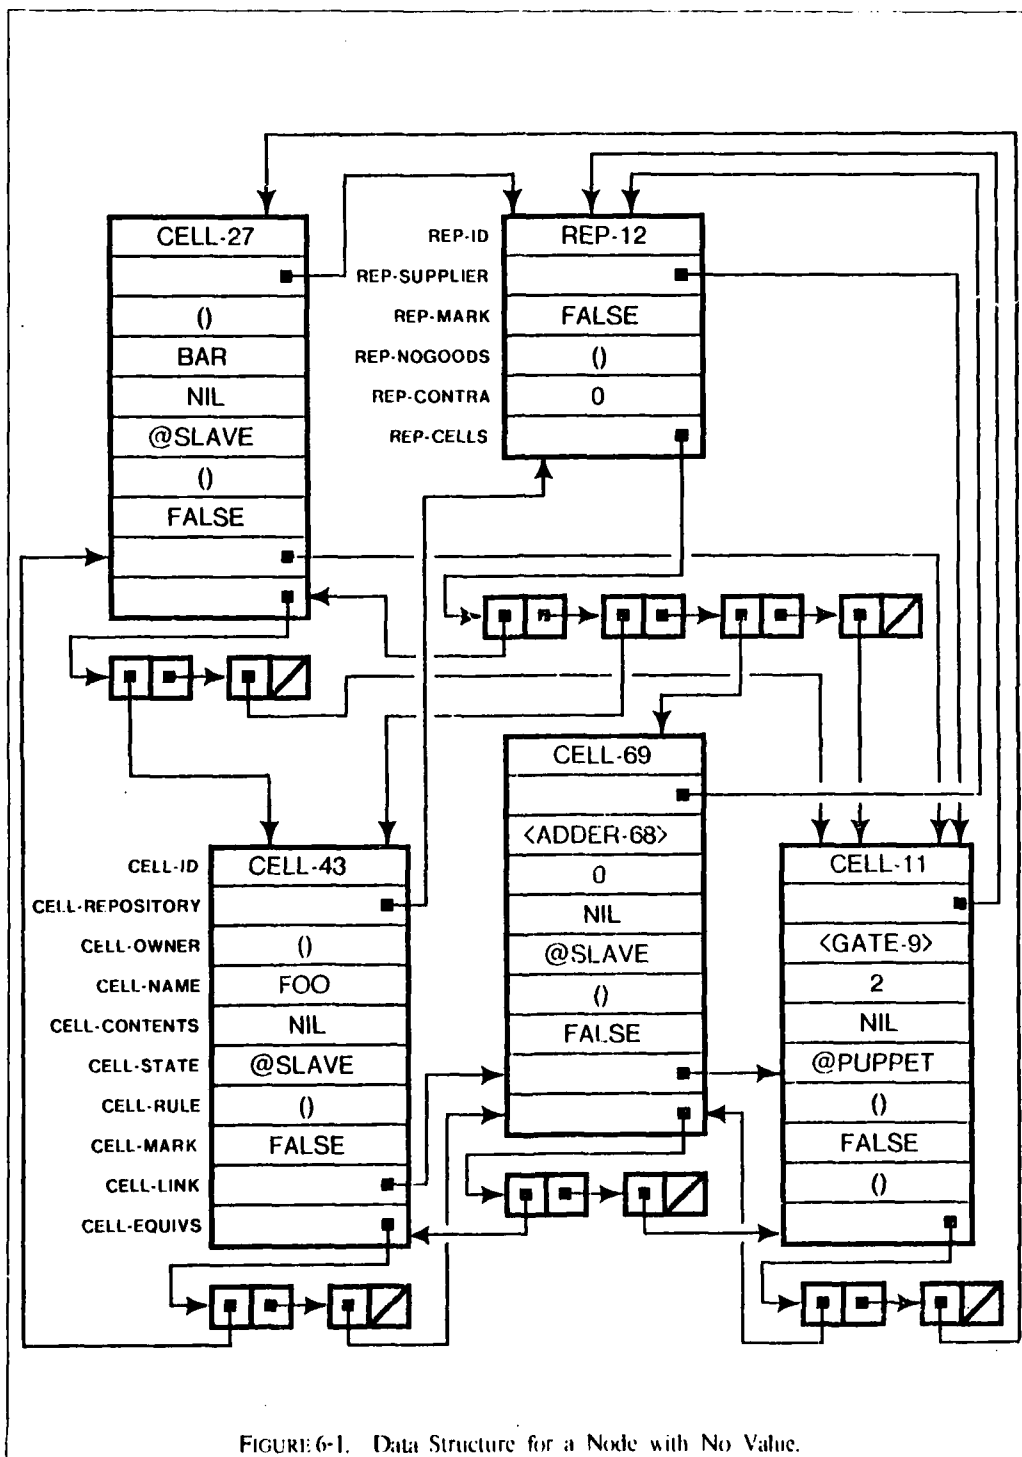 CELL-27
()
BAR
NIL
@SLAVE
()
FALSE
REP-ID REP-12
REP-SUPPLIER
REP-MARK FALSE
REP-NOGOODS ()
REP-CONTRA 0
REP-CELLS
CELL-69
<ADDER-68>
0
NIL
@SLAVE
()
FALSE
CELL-ID CELL-43
CELL-REPOSITORY
CELL-OWNER ()
CELL-NAME FOO
CELL-CONTENTS NIL
CELL-STATE @SLAVE
CELL-RULE ()
CELL-MARK FALSE
CELL-LINK
CELL-EQUIVS
CELL-11
<GATE-9>
2
NIL
@PUPPET
()
FALSE
()
FIGURE 6-1. Data Structure for a Node with No Value.